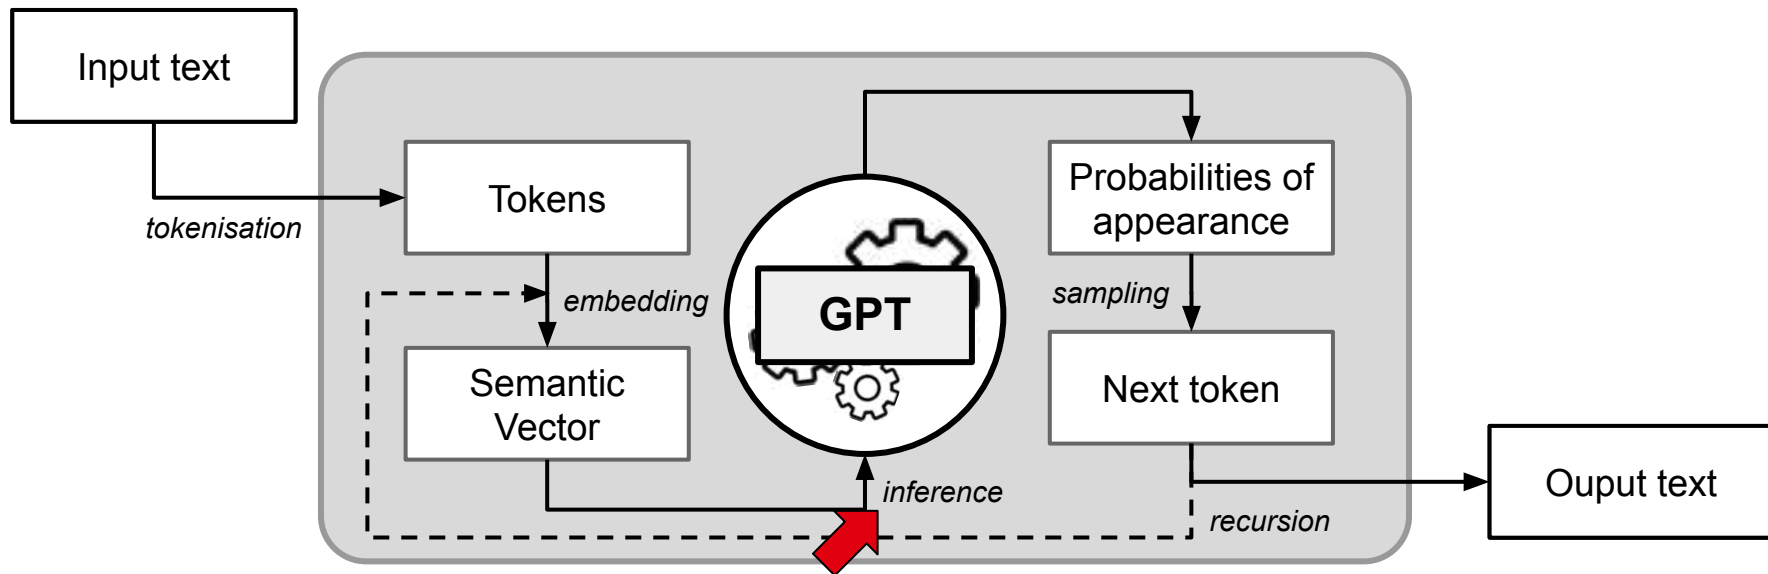 Input text
tokenisation
Tokens
embedding
Semantic
Vector
GPT
inference
Probabilities of
appearance
sampling
Next token
recursion
Ouput text